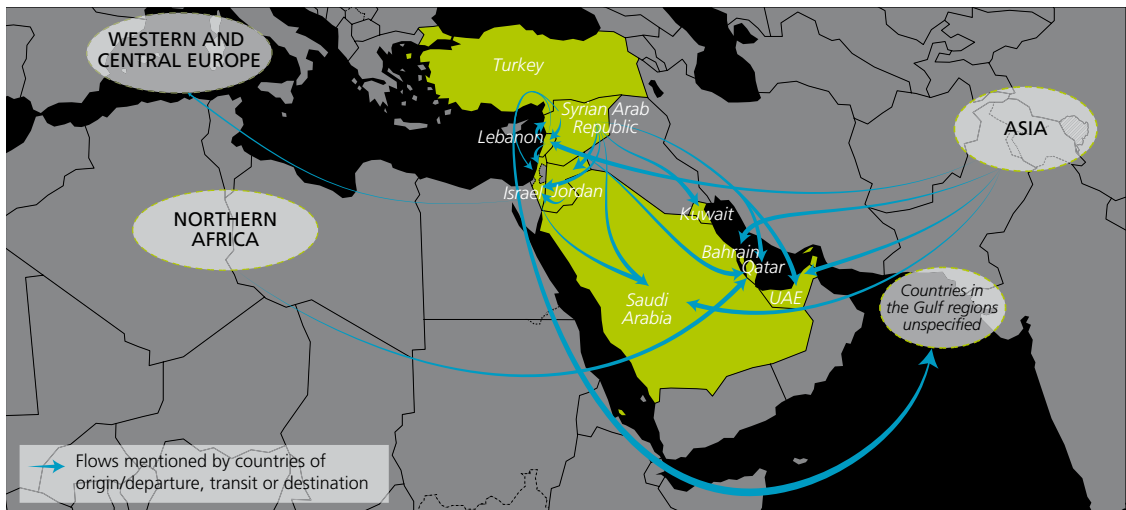 WESTERN AND
CENTRAL EUROPE
Turkey
Syrian Arab
Republic
ASIA
Lebanon
Israel
Jordan
NORTHERN
AFRICA
Kuwait
Bahrain
Qatar
UAE
Saudi
Arabia
Countries in
the Gulf regions
unspecified
Flows mentioned by countries of
origin/departure, transit or destination